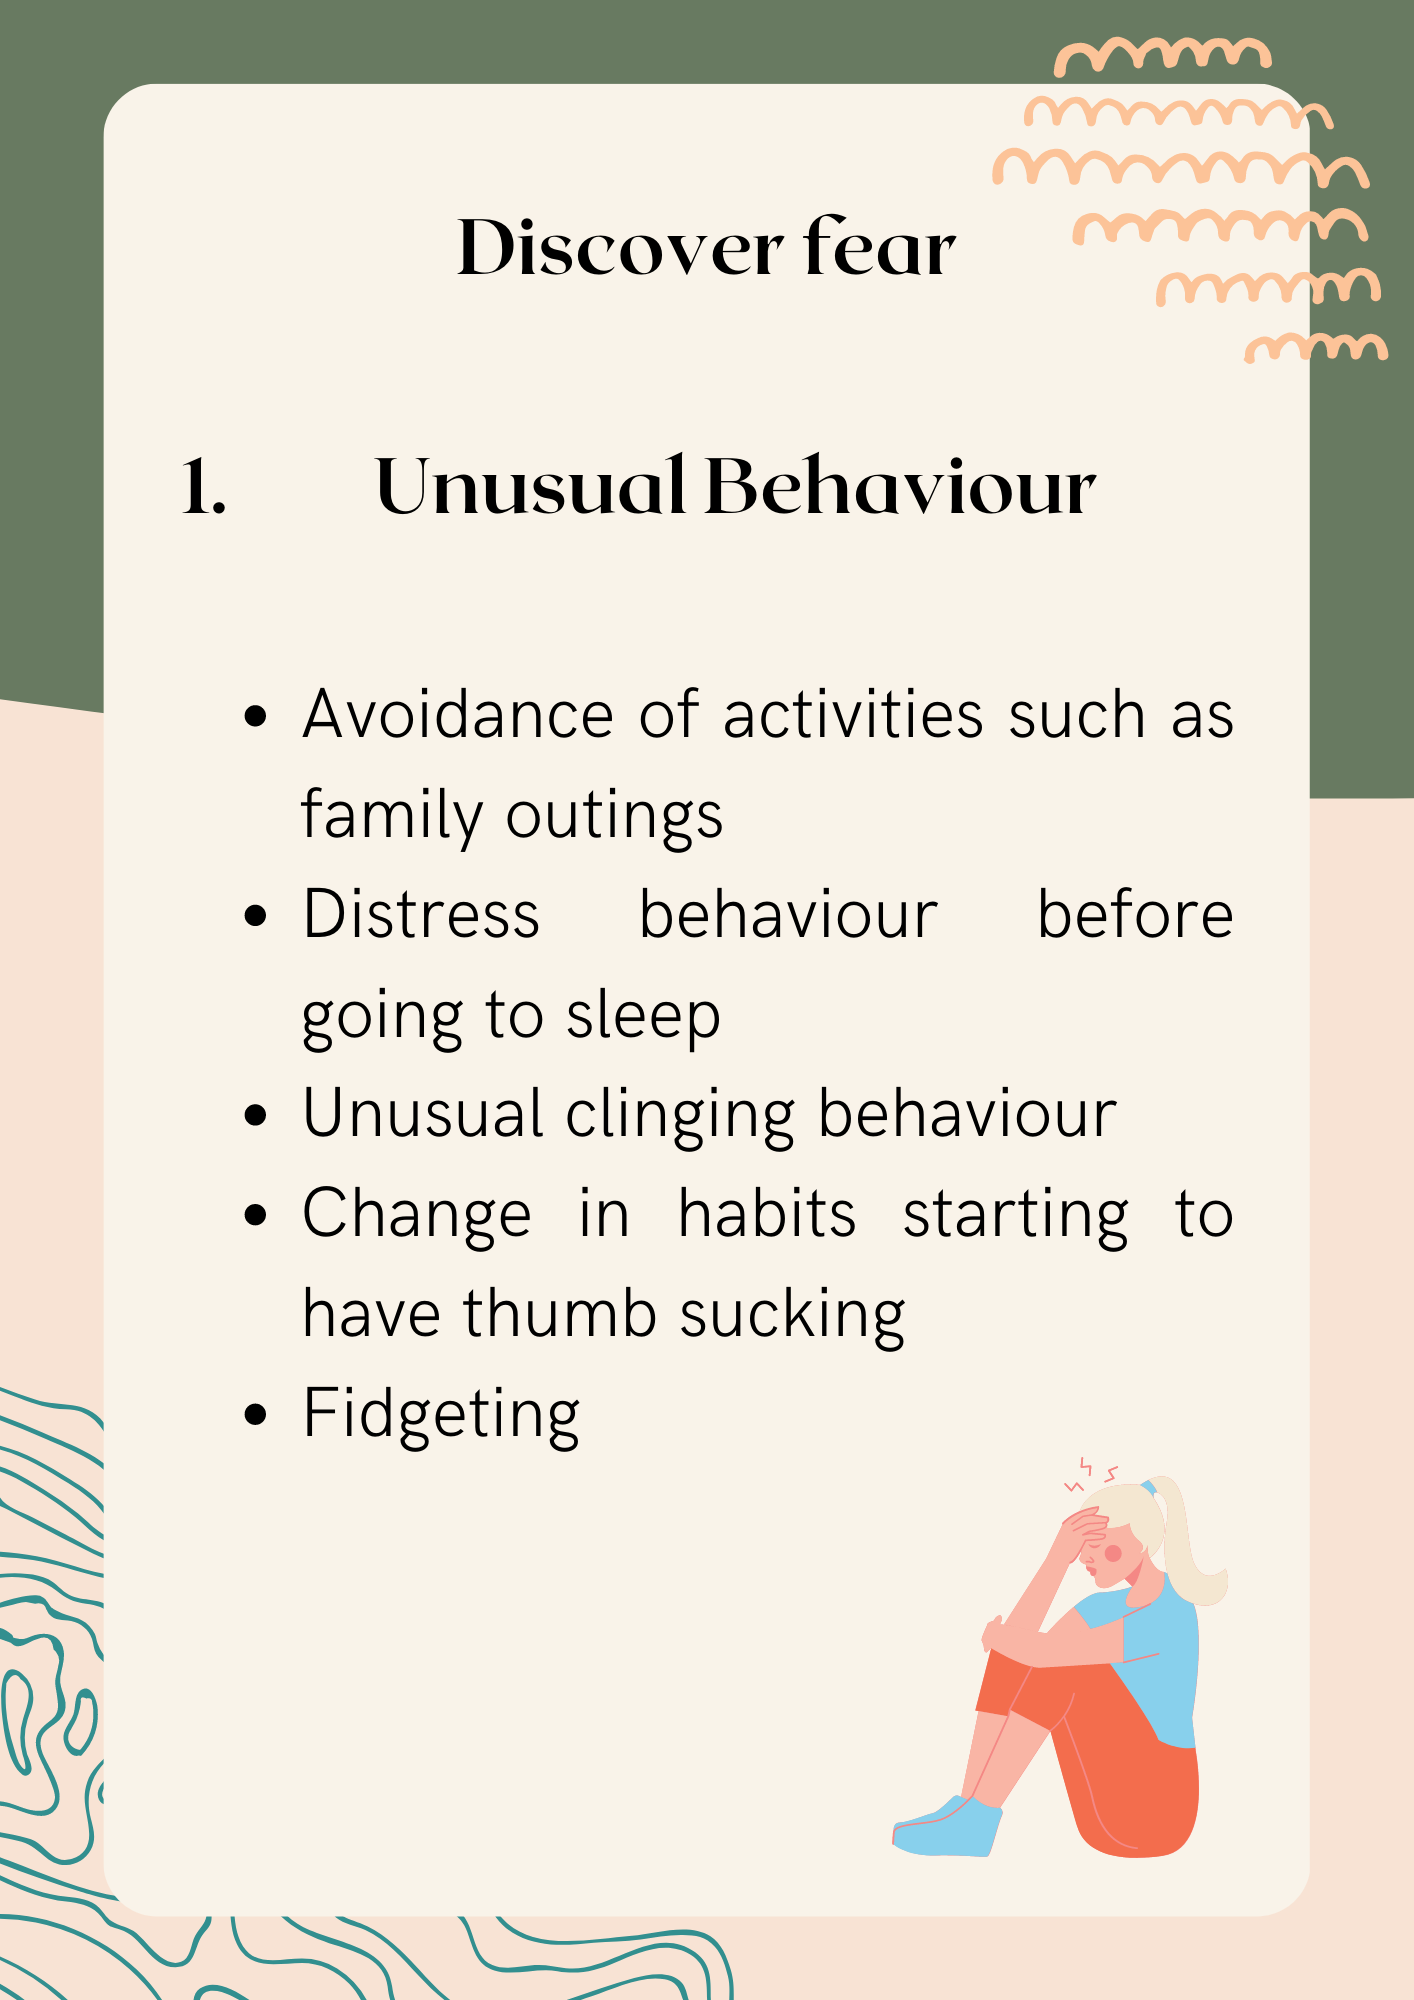 Discover fear
1. Unusual Behaviour
• Avoidance of activities such as
family outings
• Distress behaviour before
going to sleep
• Unusual clinging behaviour
• Change in habits starting to
have thumb sucking
• Fidgeting